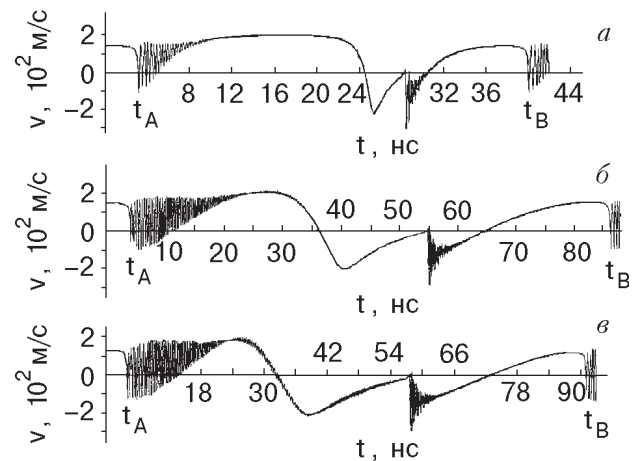 v, 10² м/с
2
0
−2
t_A
8 12 16 20 24 32 36 44
t_B
а
t, нс
v, 10² м/с
2
0
−2
t_A
10 20 30 40 50 60 70 80
t_B
б
t, нс
v, 10² м/с
2
0
−2
t_A
18 30 42 54 66 78 90
t_B
в
t, нс